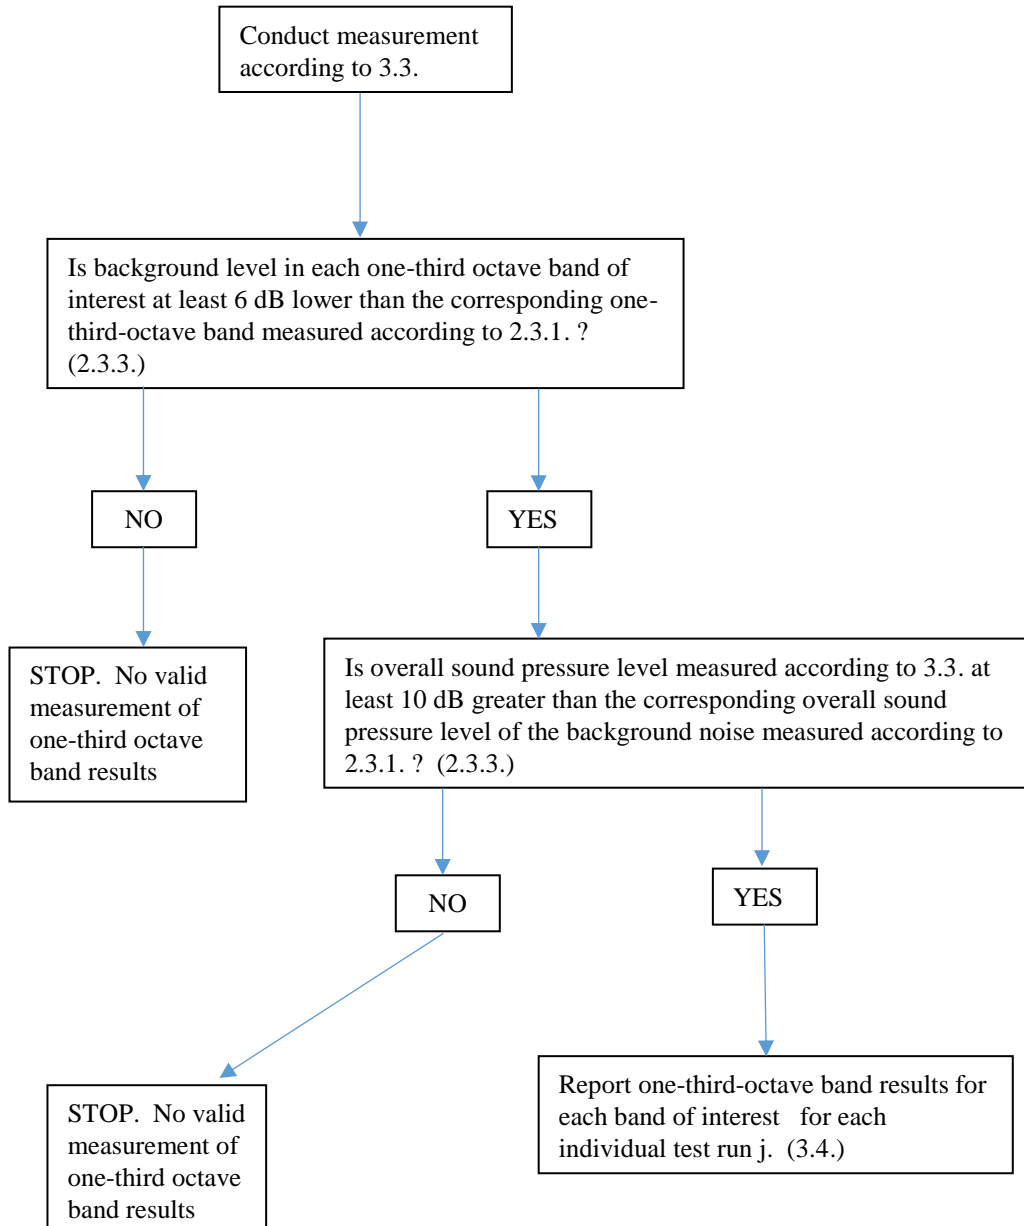 Conduct measurement
according to 3.3.
Is background level in each one-third octave band of
interest at least 6 dB lower than the corresponding one-
third-octave band measured according to 2.3.1. ?
(2.3.3.)
NO
YES
STOP.  No valid
measurement of
one-third octave
band results
Is overall sound pressure level measured according to 3.3. at
least 10 dB greater than the corresponding overall sound
pressure level of the background noise measured according to
2.3.1. ?  (2.3.3.)
NO
YES
STOP.  No valid
measurement of
one-third octave
band results
Report one-third-octave band results for
each band of interest   for each
individual test run j.  (3.4.)